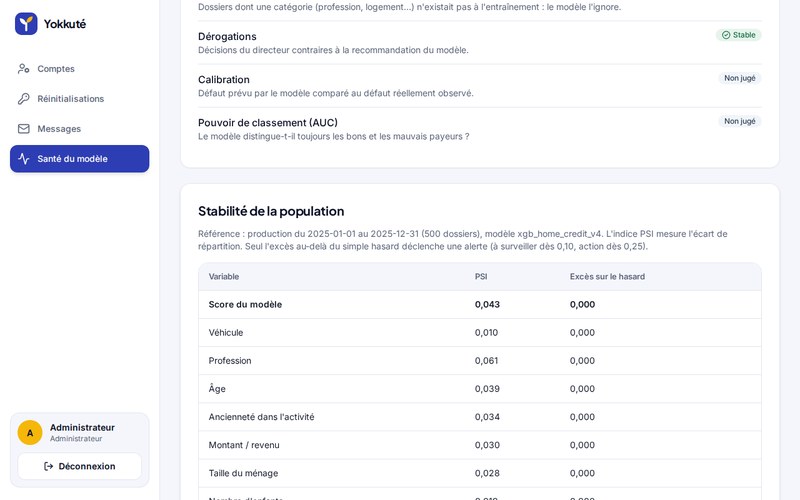 Yokkuté
Comptes
Réinitialisations
Messages
Santé du modèle
Administrateur
Administrateur
A
Déconnexion
Dossiers dont une catégorie (profession, logement...) n'existait pas à l'entraînement : le modèle l'ignore.
Dérogations
Stable
Décisions du directeur contraires à la recommandation du modèle.
Calibration
Non jugé
Défaut prévu par le modèle comparé au défaut réellement observé.
Pouvoir de classement (AUC)
Non jugé
Le modèle distingue-t-il toujours les bons et les mauvais payeurs ?
Stabilité de la population
Référence : production du 2025-01-01 au 2025-12-31 (500 dossiers), modèle xgb_home_credit_v4. L'indice PSI mesure l'écart de
répartition. Seul l'excès au-delà du simple hasard déclenche une alerte (à surveiller dès 0,10, action dès 0,25).
Variable PSI Excès sur le hasard
Score du modèle 0,043 0,000
Véhicule 0,010 0,000
Profession 0,061 0,000
Âge 0,039 0,000
Ancienneté dans l'activité 0,034 0,000
Montant / revenu 0,030 0,000
Taille du ménage 0,028 0,000